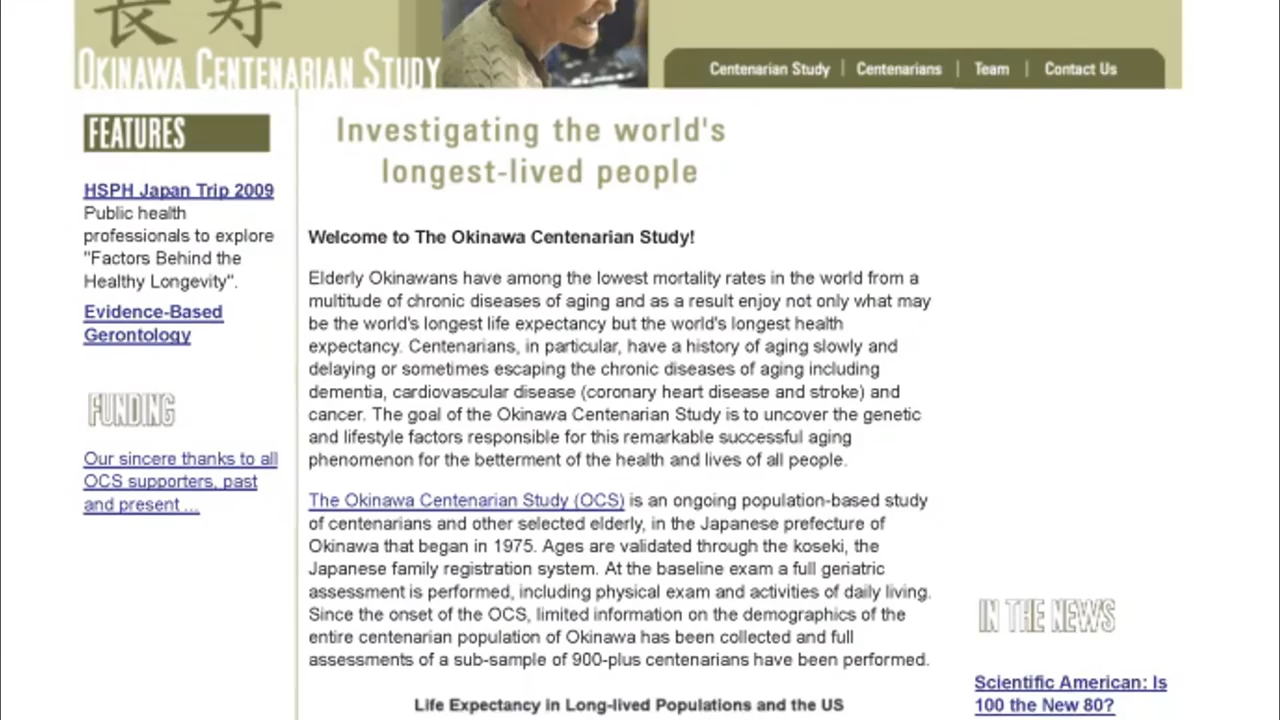 長寿
OKINAWA CENTENARIAN STUDY
Centenarian Study | Centenarians | Team | Contact Us
FEATURES
HSPH Japan Trip 2009
Public health
professionals to explore
"Factors Behind the
Healthy Longevity".
Evidence-Based
Gerontology
FUNDING
Our sincere thanks to all
OCS supporters, past
and present ...
Investigating the world's
longest-lived people
Welcome to The Okinawa Centenarian Study!
Elderly Okinawans have among the lowest mortality rates in the world from a
multitude of chronic diseases of aging and as a result enjoy not only what may
be the world's longest life expectancy but the world's longest health
expectancy. Centenarians, in particular, have a history of aging slowly and
delaying or sometimes escaping the chronic diseases of aging including
dementia, cardiovascular disease (coronary heart disease and stroke) and
cancer. The goal of the Okinawa Centenarian Study is to uncover the genetic
and lifestyle factors responsible for this remarkable successful aging
phenomenon for the betterment of the health and lives of all people.
The Okinawa Centenarian Study (OCS) is an ongoing population-based study
of centenarians and other selected elderly, in the Japanese prefecture of
Okinawa that began in 1975. Ages are validated through the koseki, the
Japanese family registration system. At the baseline exam a full geriatric
assessment is performed, including physical exam and activities of daily living.
Since the onset of the OCS, limited information on the demographics of the
entire centenarian population of Okinawa has been collected and full
assessments of a sub-sample of 900-plus centenarians have been performed.
Life Expectancy in Long-lived Populations and the US
IN THE NEWS
Scientific American: Is
100 the New 80?